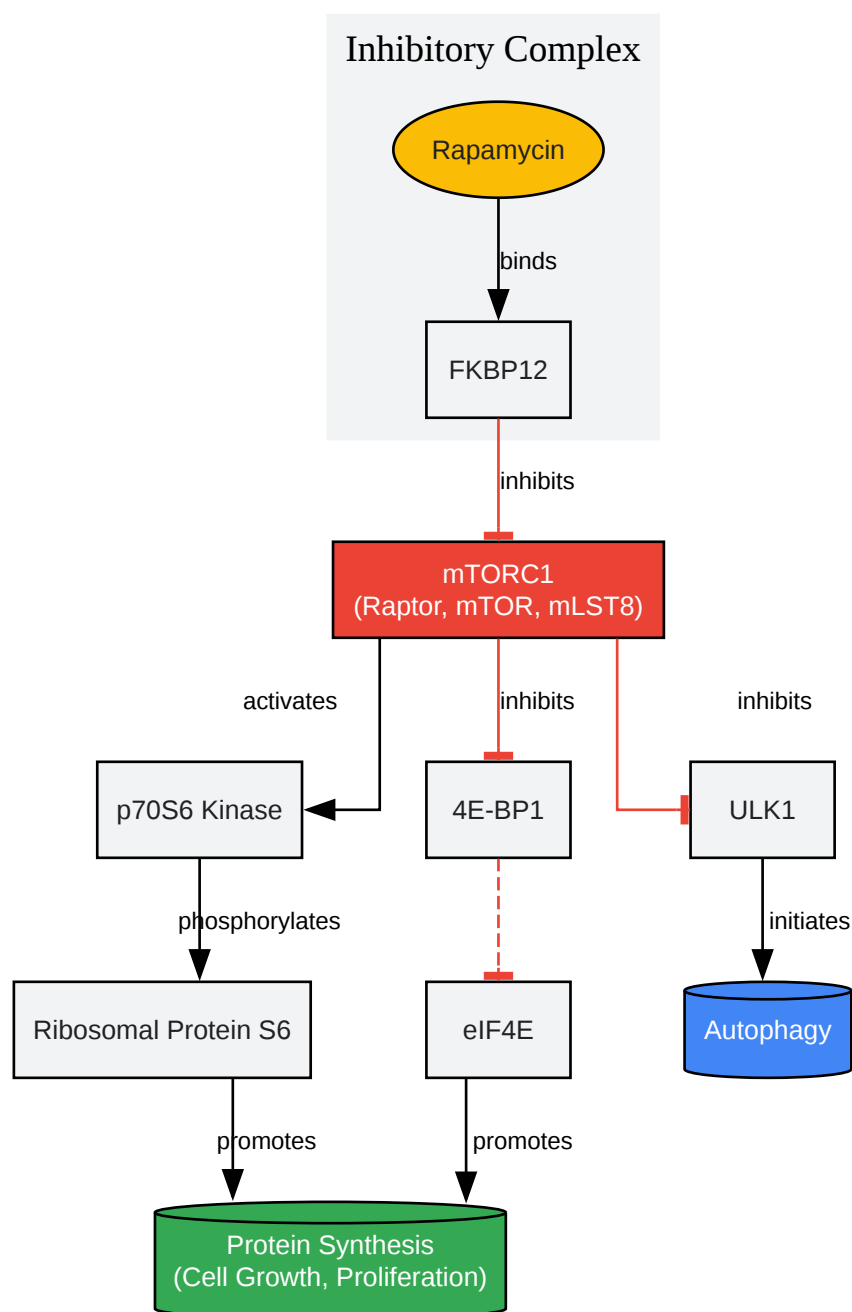 Inhibitory Complex
Rapamycin
binds
FKBP12
inhibits
mTORC1
(Raptor, mTOR, mLST8)
activates
inhibits
inhibits
p70S6 Kinase
4E-BP1
ULK1
phosphorylates
initiates
Ribosomal Protein S6
eIF4E
Autophagy
promotes
promotes
Protein Synthesis
(Cell Growth, Proliferation)